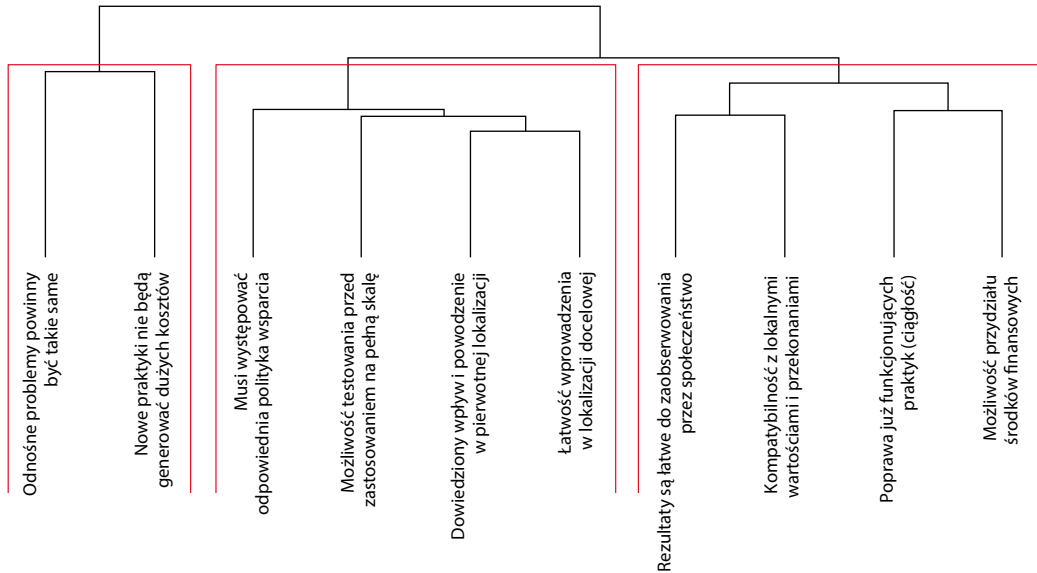 Odnośne problemy powinny
być takie same
Nowe praktyki nie będą
generować dużych kosztów
Musi występować
odpowiednia polityka wsparcia
Możliwość testowania przed
zastosowaniem na pełną skalę
Dowiedziony wpływ i powodzenie
w pierwotnej lokalizacji
Łatwość wprowadzenia
w lokalizacji docelowej
Rezultaty są łatwe do zaobserwowania
przez społeczeństwo
Kompatybilność z lokalnymi
wartościami i przekonaniami
Poprawa już funkcjonujących
praktyk (ciągłość)
Możliwość przydziału
środków finansowych